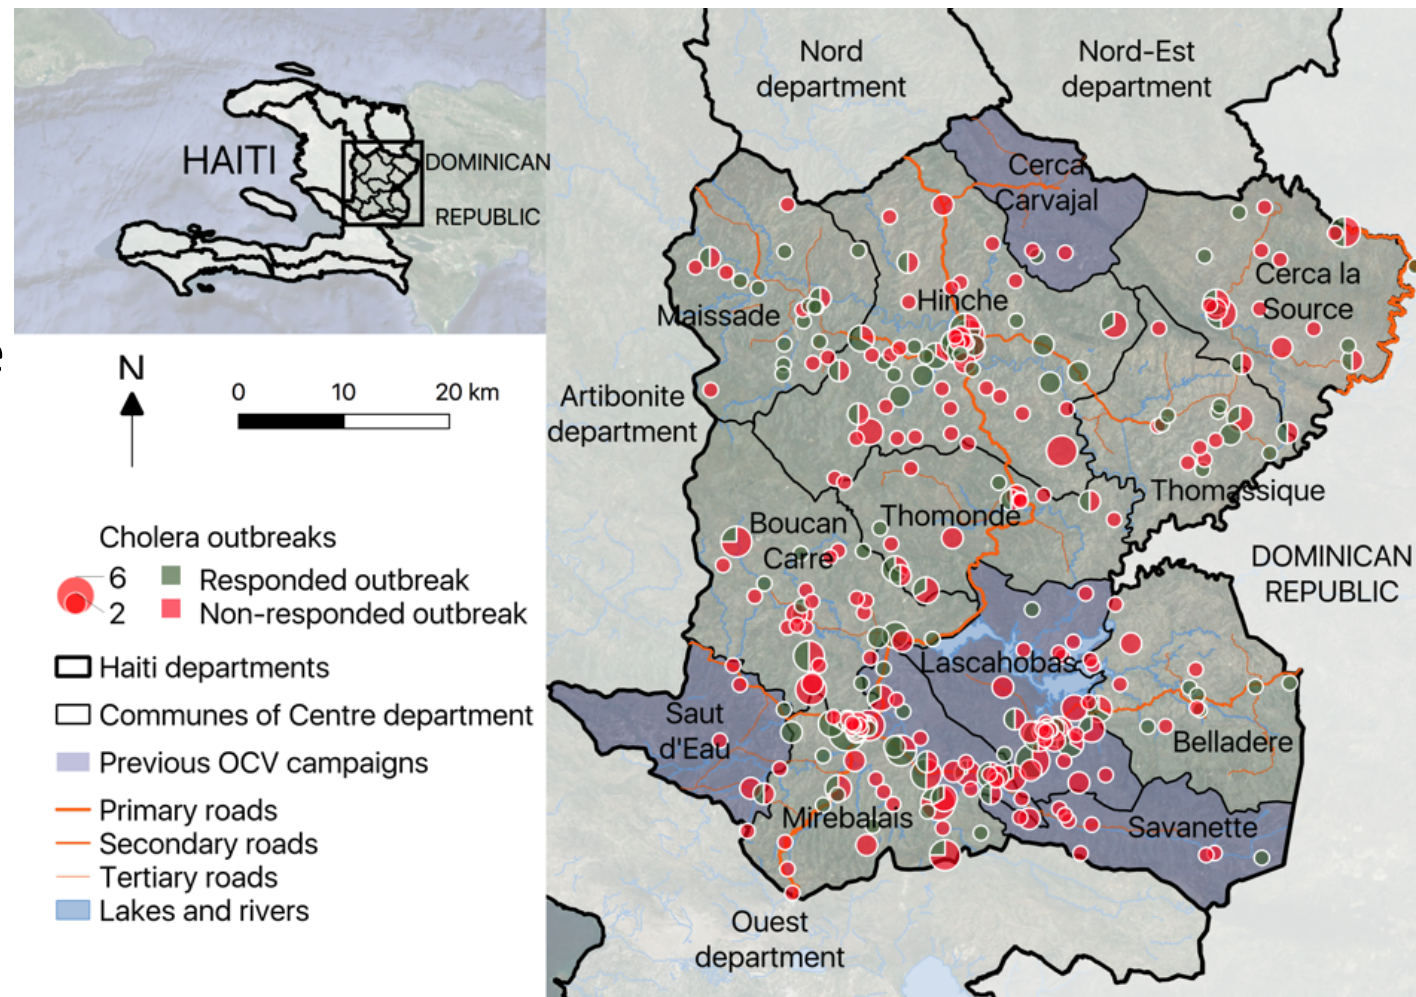 HAITI
DOMINICAN
REPUBLIC
N
0 10 20 km
Cholera outbreaks
6
2
Responded outbreak
Non-responded outbreak
Haiti departments
Communes of Centre department
Previous OCV campaigns
Primary roads
Secondary roads
Tertiary roads
Lakes and rivers
Nord
department
Nord-Est
department
Cerca
Carvajal
Cerca la
Source
Hinche
Maissade
Artibonite
department
Thomassique
Thomonde
Boucan
Carre
DOMINICAN
REPUBLIC
Lascahobas
Saut
d'Eau
Belladere
Mirebalais
Savanette
Ouest
department